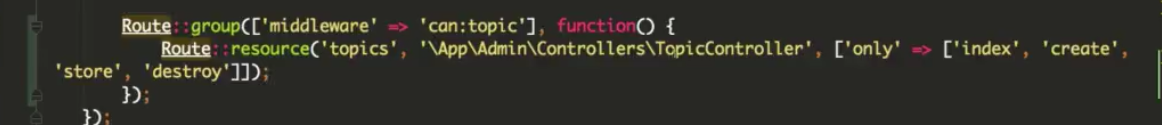 Route::group(['middleware' => 'can:topic'], function() {
Route::resource('topics', '\App\Admin\Controllers\TopicController', ['only' => ['index', 'create',
'store', 'destroy']]);
});
});